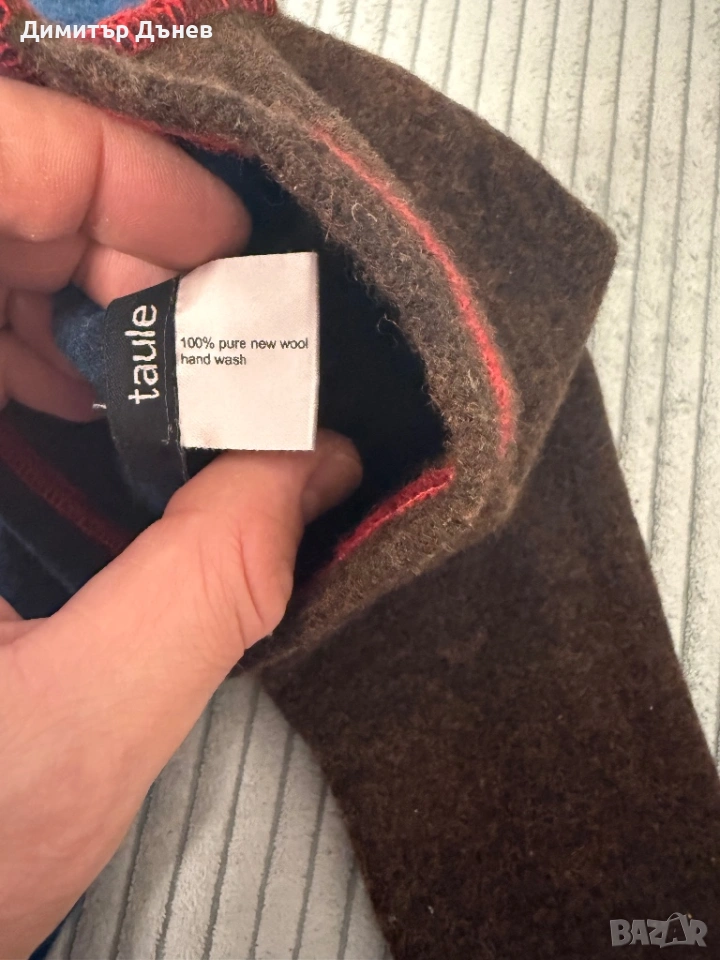 Димитър Дънев
taule
100% pure new wool
hand wash
BAZAR